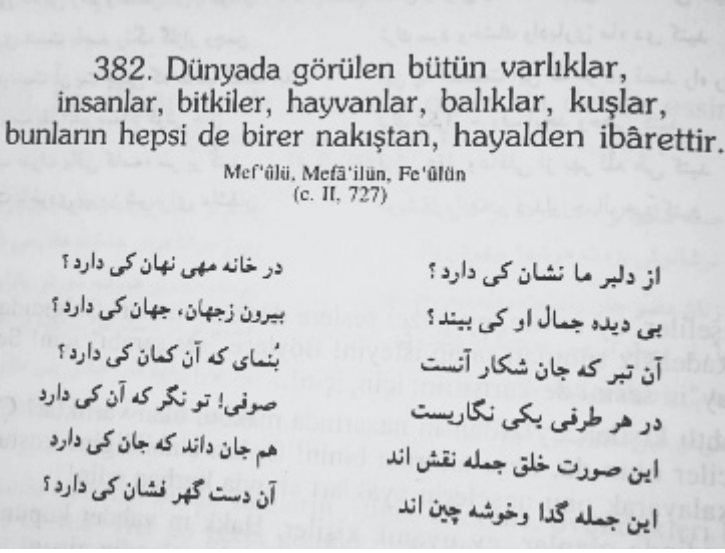 382. Dünyada görülen bütün varlıklar,
insanlar, bitkiler, hayvanlar, balıklar, kuşlar,
bunların hepsi de birer nakıştan, hayalden ibârettir.
Mef'ûlü, Mefâ'ilün, Fe'ûlün
(c. II, 727)
از دلبر ما نشان کی دارد؟ در خانه مهی نهان کی دارد؟
بی دیده جمال او کی بیند؟ بیرون زجهان، جهان کی دارد؟
آن تیر که جان شکار آنست بنمای که آن کمان کی دارد؟
در هر طرفی یکی نگاریست صوفی! تو نگر که آن کی دارد
این صورت خلق جمله نقش اند هم جان داند که جان کی دارد
این جمله گدا وخوشه چین اند آن دست گهر فشان کی دارد؟